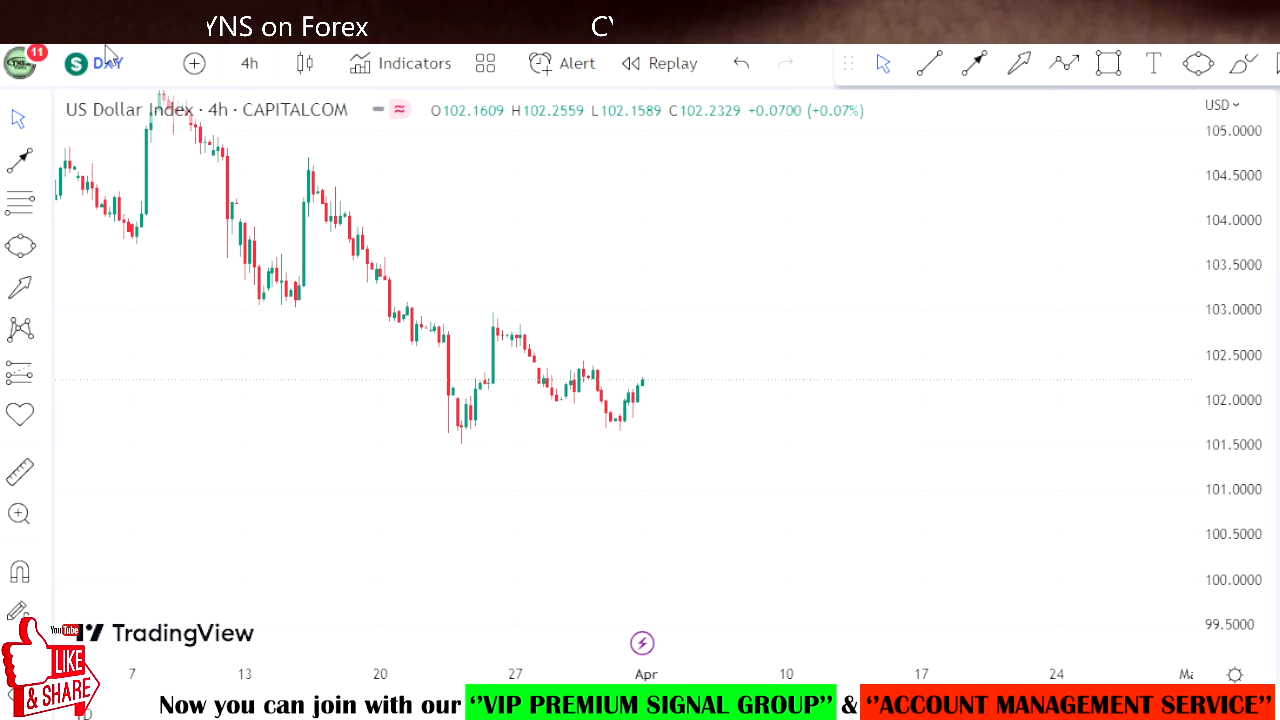 YNS on Forex
CY
11
S DAY
4h
Indicators
Alert
Replay
US Dollar Index · 4h · CAPITALCOM
O102.1609 H102.2559 L102.1589 C102.2329 +0.0700 (+0.07%)
USD
105.0000
104.5000
104.0000
103.5000
103.0000
102.5000
102.0000
101.5000
101.0000
100.5000
100.0000
99.5000
TradingView
YouTube
LIKE
& SHARE
7 13 20 27 Apr 10 17 24
Now you can join with our ‘’VIP PREMIUM SIGNAL GROUP’’ & ‘’ACCOUNT MANAGEMENT SERVICE’’